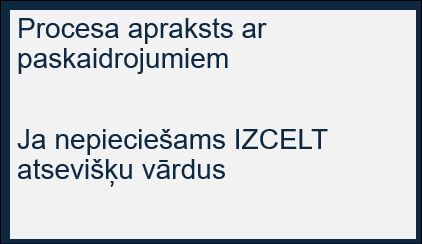 Procesa apraksts ar
paskaidrojumiem
Ja nepieciešams IZCELT
atsevišķu vārdus